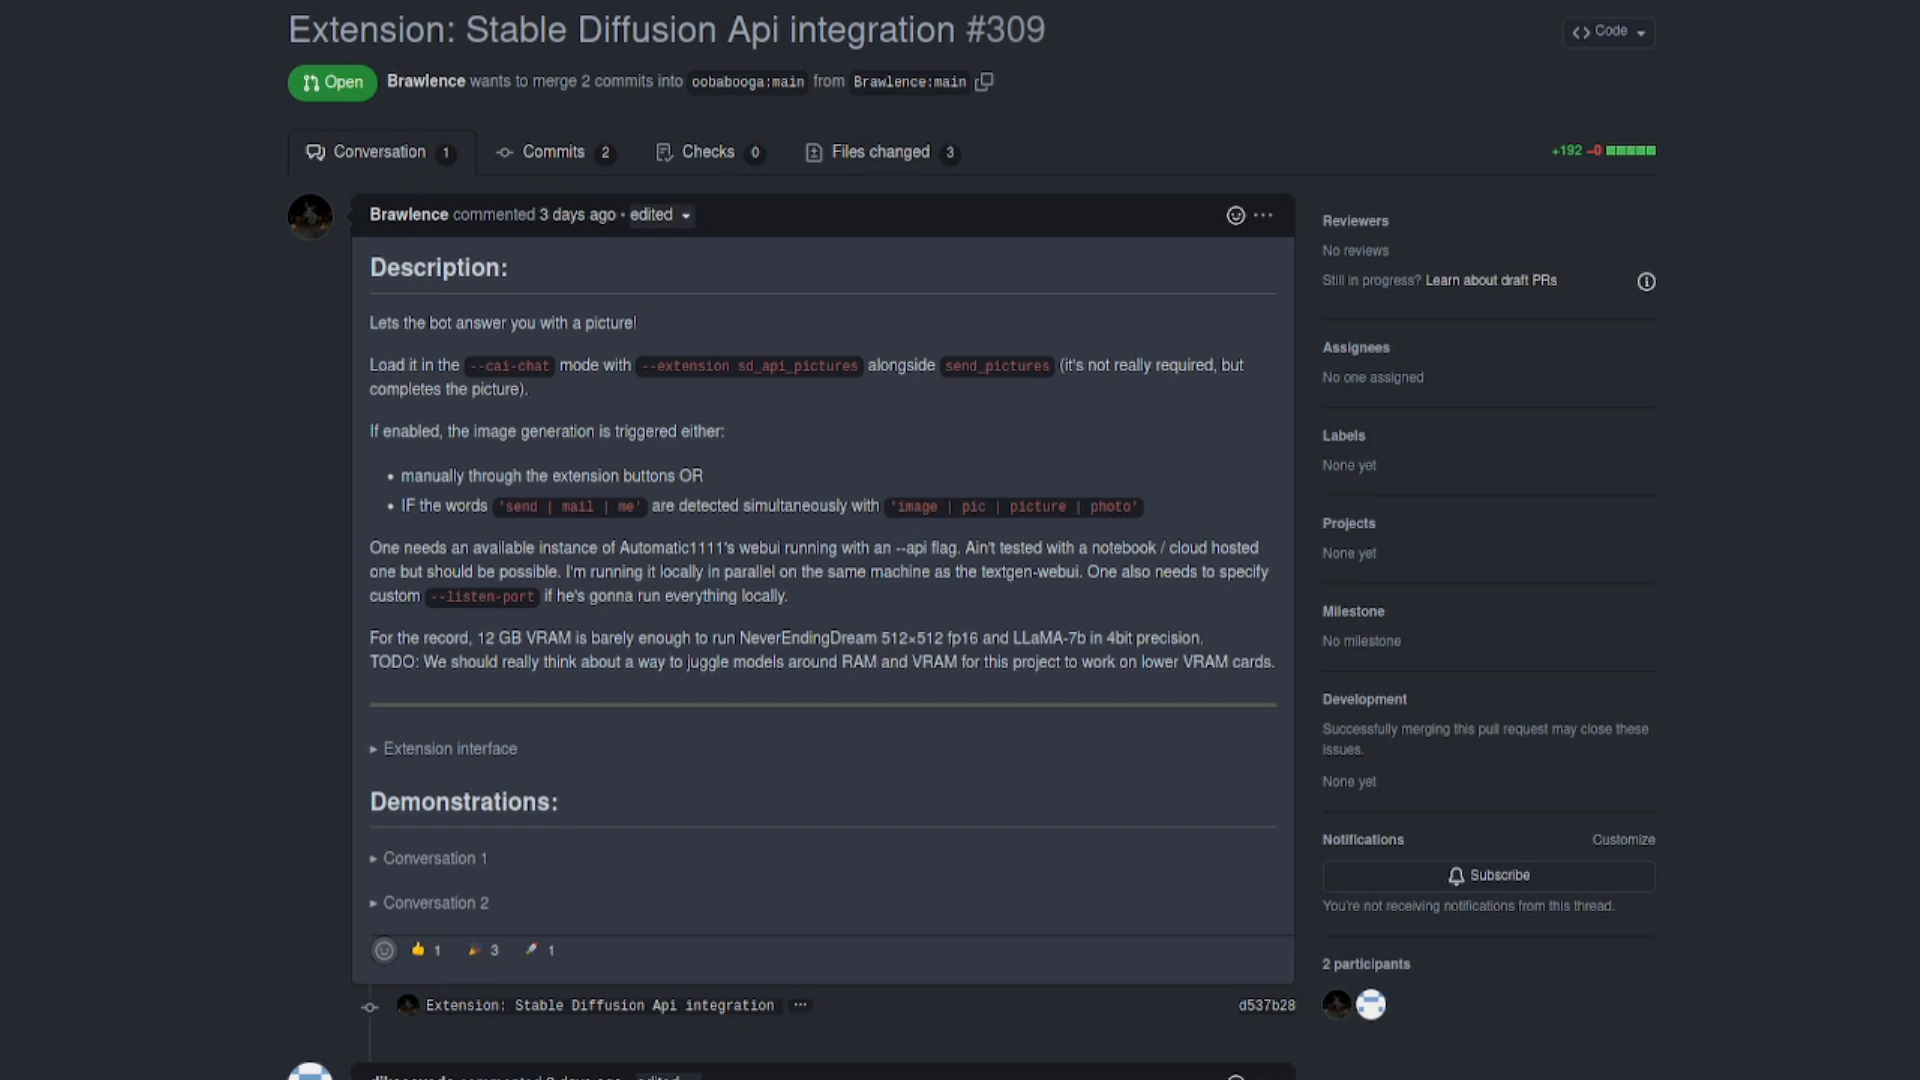 Extension: Stable Diffusion Api integration #309
Code
Open
Brawlence wants to merge 2 commits into oobabooga:main from Brawlence:main
Conversation 1
Commits 2
Checks 0
Files changed 3
+192 −0
Brawlence commented 3 days ago • edited
Description:
Lets the bot answer you with a picture!
Load it in the --cai-chat mode with --extension sd_api_pictures alongside send_pictures (it's not really required, but
completes the picture).
If enabled, the image generation is triggered either:
• manually through the extension buttons OR
• IF the words 'send | mail | me' are detected simultaneously with 'image | pic | picture | photo'
One needs an available instance of Automatic1111's webui running with an --api flag. Ain't tested with a notebook / cloud hosted
one but should be possible. I'm running it locally in parallel on the same machine as the textgen-webui. One also needs to specify
custom --listen-port if he's gonna run everything locally.
For the record, 12 GB VRAM is barely enough to run NeverEndingDream 512×512 fp16 and LLaMA-7b in 4bit precision.
TODO: We should really think about a way to juggle models around RAM and VRAM for this project to work on lower VRAM cards.
Extension interface
Demonstrations:
Conversation 1
Conversation 2
1 3 1
Extension: Stable Diffusion Api integration ...
d537b28
commented
edited
Reviewers
No reviews
Still in progress? Learn about draft PRs
Assignees
No one assigned
Labels
None yet
Projects
None yet
Milestone
No milestone
Development
Successfully merging this pull request may close these
issues.
None yet
Notifications
Customize
Subscribe
You're not receiving notifications from this thread.
2 participants